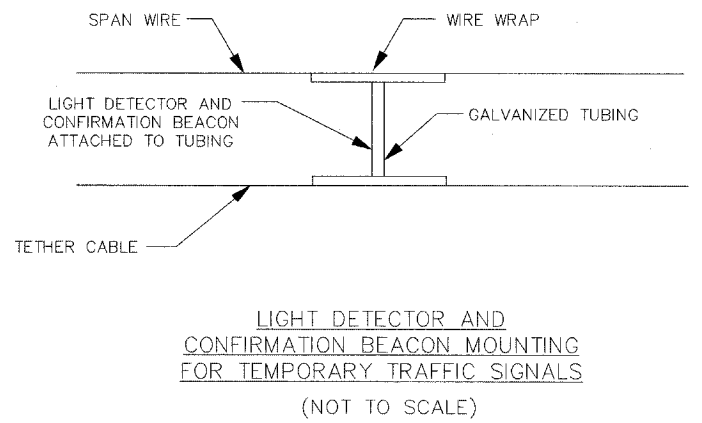 SPAN WIRE
WIRE WRAP
LIGHT DETECTOR AND
CONFIRMATION BEACON
ATTACHED TO TUBING
GALVANIZED TUBING
TETHER CABLE
LIGHT DETECTOR AND
CONFIRMATION BEACON MOUNTING
FOR TEMPORARY TRAFFIC SIGNALS
(NOT TO SCALE)